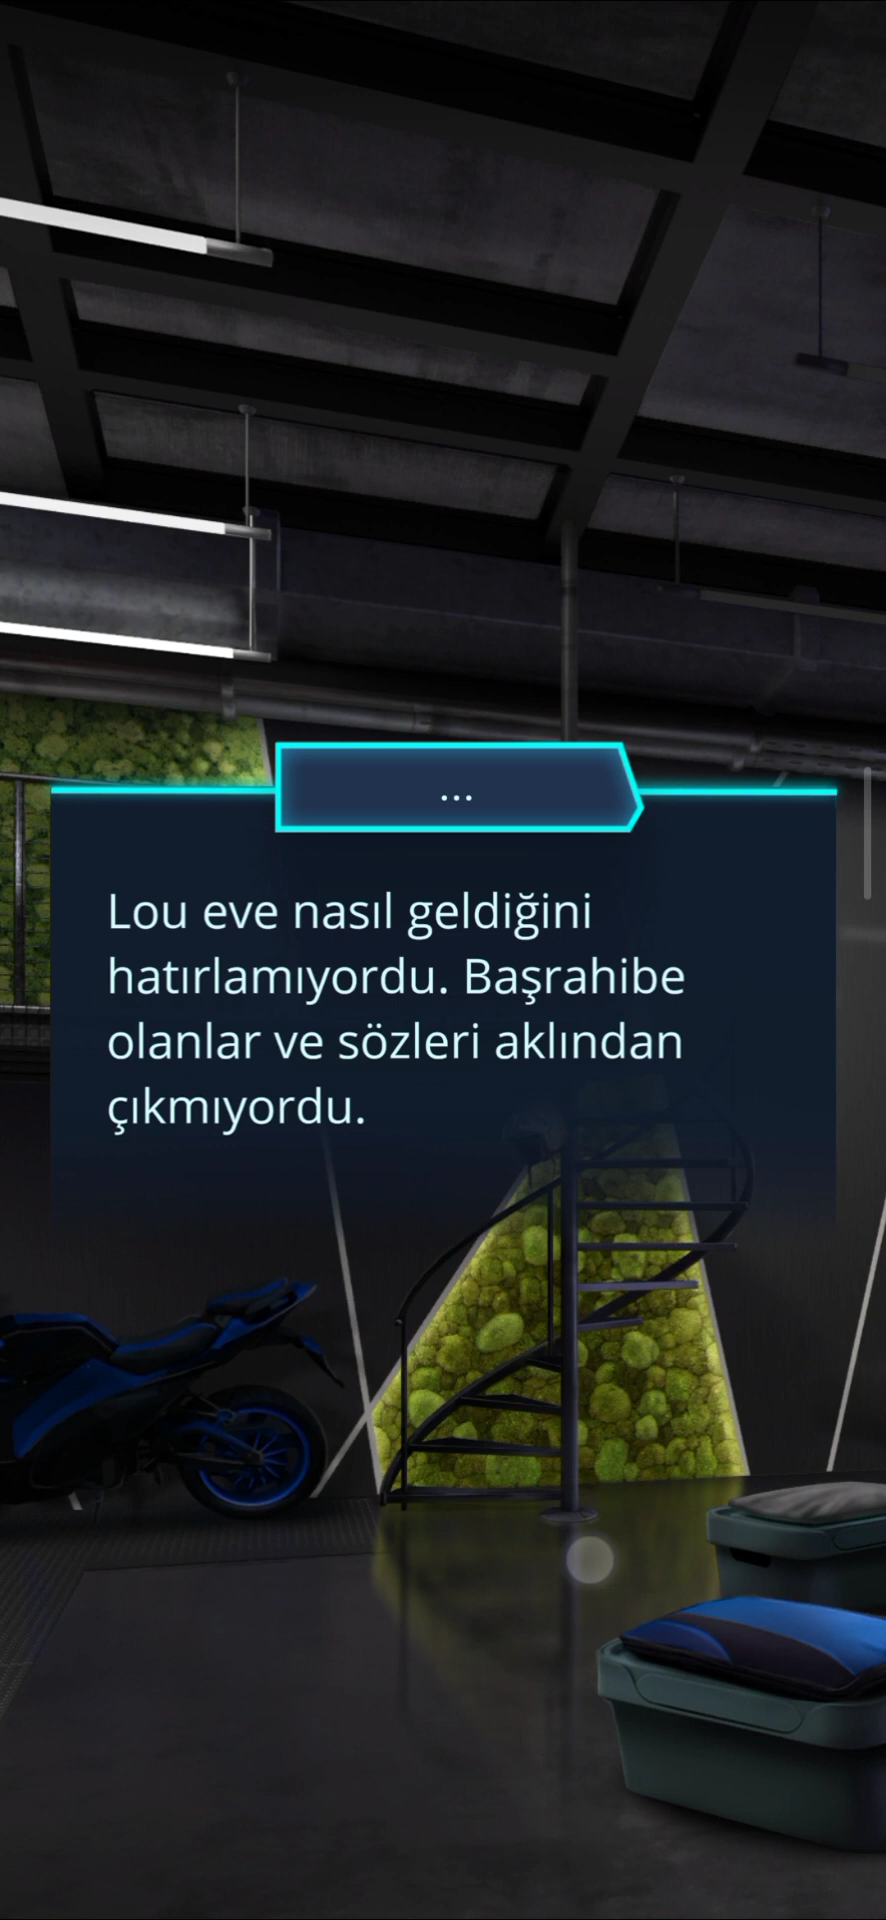 ...
Lou eve nasıl geldiğini
hatırlamıyordu. Başrahibe
olanlar ve sözleri aklından
çıkmıyordu.